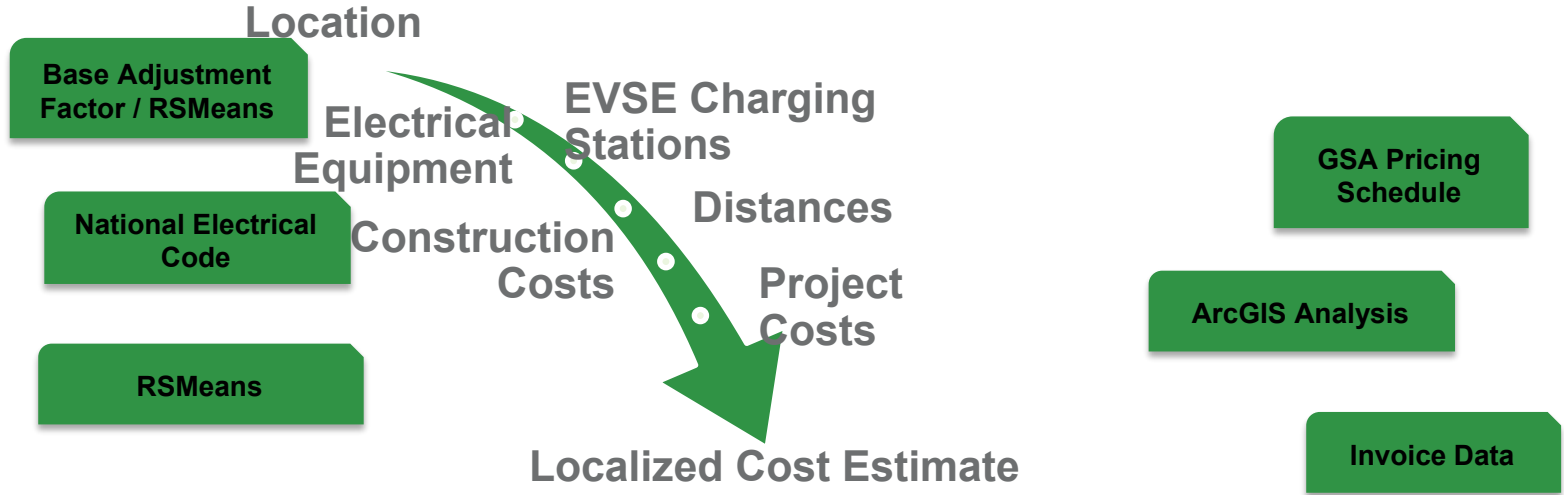 Location
Base Adjustment
Factor / RSMeans
EVSE Charging
Stations
Electrical
Equipment
GSA Pricing
Schedule
National Electrical
Code
Distances
Construction
Costs
Project
Costs
ArcGIS Analysis
RSMeans
Localized Cost Estimate
Invoice Data